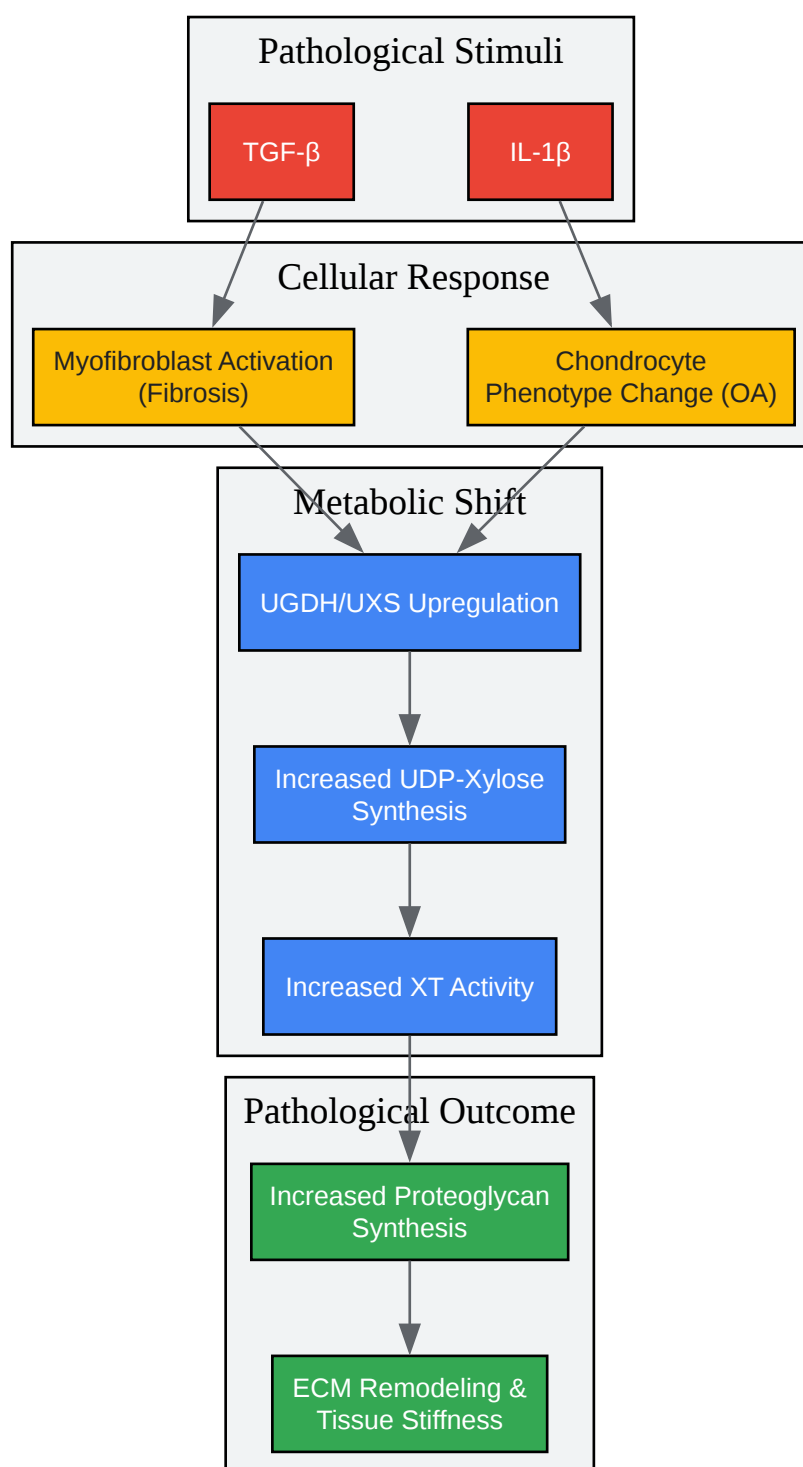 Pathological Stimuli
TGF-β
IL-1β
Cellular Response
Myofibroblast Activation
(Fibrosis)
Chondrocyte
Phenotype Change (OA)
Metabolic Shift
UGDH/UXS Upregulation
Increased UDP-Xylose
Synthesis
Increased XT Activity
Pathological Outcome
Increased Proteoglycan
Synthesis
ECM Remodeling &
Tissue Stiffness